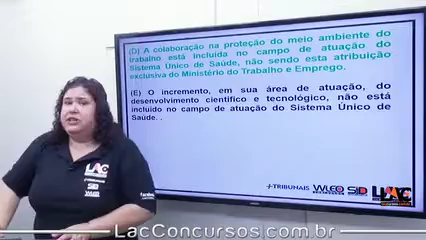 (D) A colaboração na proteção do meio ambiente do
trabalho está incluída no campo de atuação do
Sistema Único de Saúde, não sendo esta atribuição
exclusiva do Ministério do Trabalho e Emprego.
(E) O incremento, em sua área de atuação, do
desenvolvimento científico e tecnológico, não está
incluído no campo de atuação do Sistema Único de
Saúde. .
+TRIBUNAIS
LAC
+TRIBUNAIS
LAC
LacConcursos.com.br